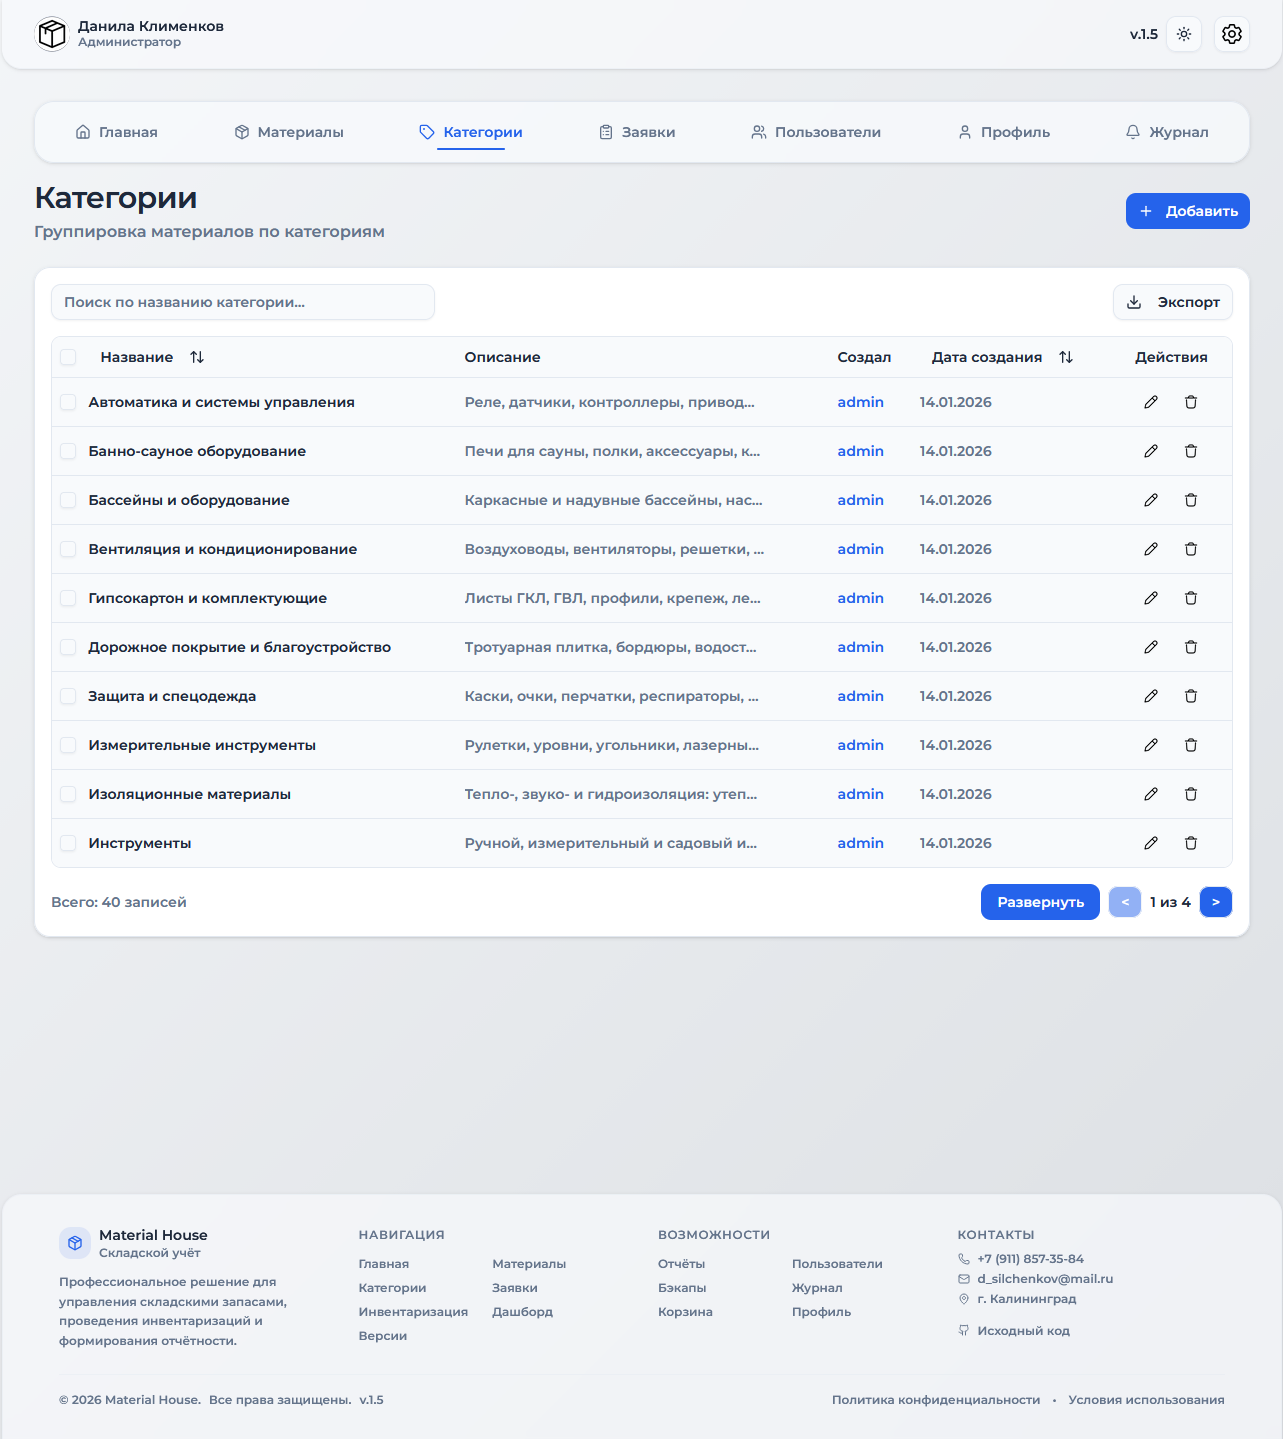 Данила Клименков
Администратор
v.1.5
Главная
Материалы
Категории
Заявки
Пользователи
Профиль
Журнал
Категории
Группировка материалов по категориям
Добавить
Поиск по названию категории...
Экспорт
Название Описание Создал Дата создания Действия
Автоматика и системы управления Реле, датчики, контроллеры, привод... admin 14.01.2026
Банно-сауное оборудование Печи для сауны, полки, аксессуары, к... admin 14.01.2026
Бассейны и оборудование Каркасные и надувные бассейны, нас... admin 14.01.2026
Вентиляция и кондиционирование Воздуховоды, вентиляторы, решетки, ... admin 14.01.2026
Гипсокартон и комплектующие Листы ГКЛ, ГВЛ, профили, крепеж, ле... admin 14.01.2026
Дорожное покрытие и благоустройство Тротуарная плитка, бордюры, водост... admin 14.01.2026
Защита и спецодежда Каски, очки, перчатки, респираторы, ... admin 14.01.2026
Измерительные инструменты Рулетки, уровни, угольники, лазерны... admin 14.01.2026
Изоляционные материалы Тепло-, звуко- и гидроизоляция: утеп... admin 14.01.2026
Инструменты Ручной, измерительный и садовый и... admin 14.01.2026
Всего: 40 записей
Развернуть < 1 из 4 >
Material House
Складской учёт
Профессиональное решение для
управления складскими запасами,
проведения инвентаризаций и
формирования отчётности.
НАВИГАЦИЯ
Главная Материалы
Категории Заявки
Инвентаризация Дашборд
Версии
ВОЗМОЖНОСТИ
Отчёты Пользователи
Бэкапы Журнал
Корзина Профиль
КОНТАКТЫ
+7 (911) 857-35-84
d_silchenkov@mail.ru
г. Калининград
Исходный код
© 2026 Material House. Все права защищены. v.1.5
Политика конфиденциальности • Условия использования